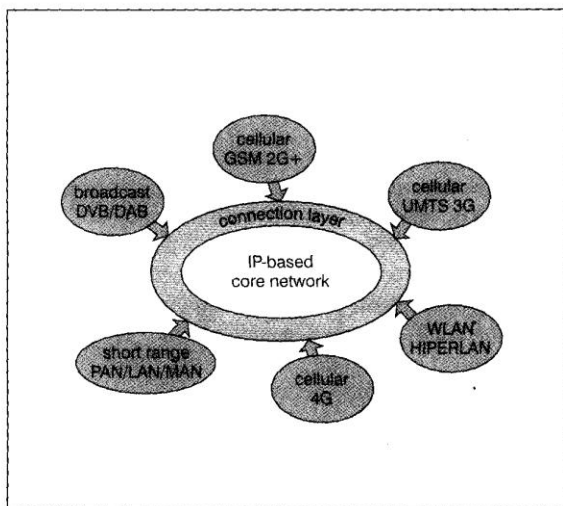 cellular
GSM 2G+
broadcast
DVB/DAB
cellular
UMTS 3G
connection layer
IP-based
core network
WLAN
HIPERLAN
short range
PAN/LAN/MAN
cellular
4G